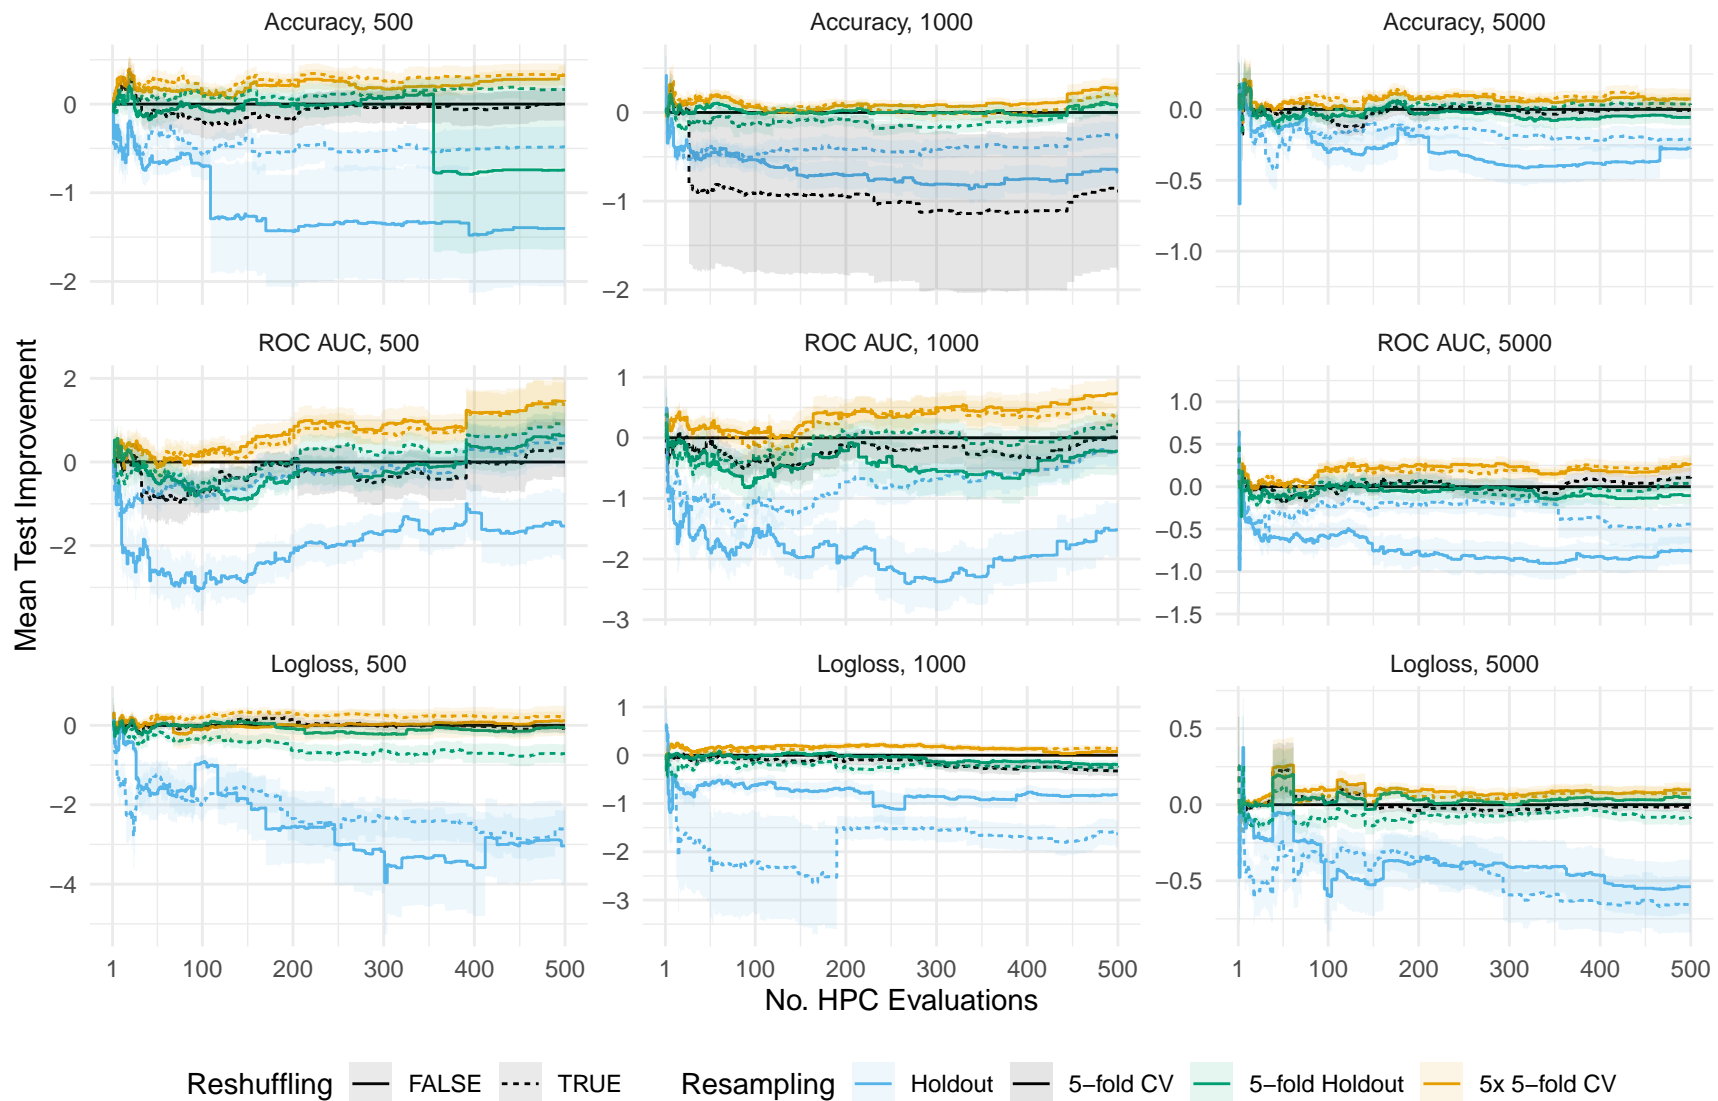 Accuracy, 500
Accuracy, 1000
Accuracy, 5000
0
−1
−2
0
−1
−2
0.0
−0.5
−1.0
ROC AUC, 500
ROC AUC, 1000
ROC AUC, 5000
2
0
−2
1
0
−1
−2
−3
1.0
0.5
0.0
−0.5
−1.0
−1.5
Logloss, 500
Logloss, 1000
Logloss, 5000
0
−2
−4
1
0
−1
−2
−3
0.5
0.0
−0.5
1 100 200 300 400 500
1 100 200 300 400 500
1 100 200 300 400 500
Mean Test Improvement
No. HPC Evaluations
Reshuffling FALSE TRUE Resampling Holdout 5−fold CV 5−fold Holdout 5x 5−fold CV